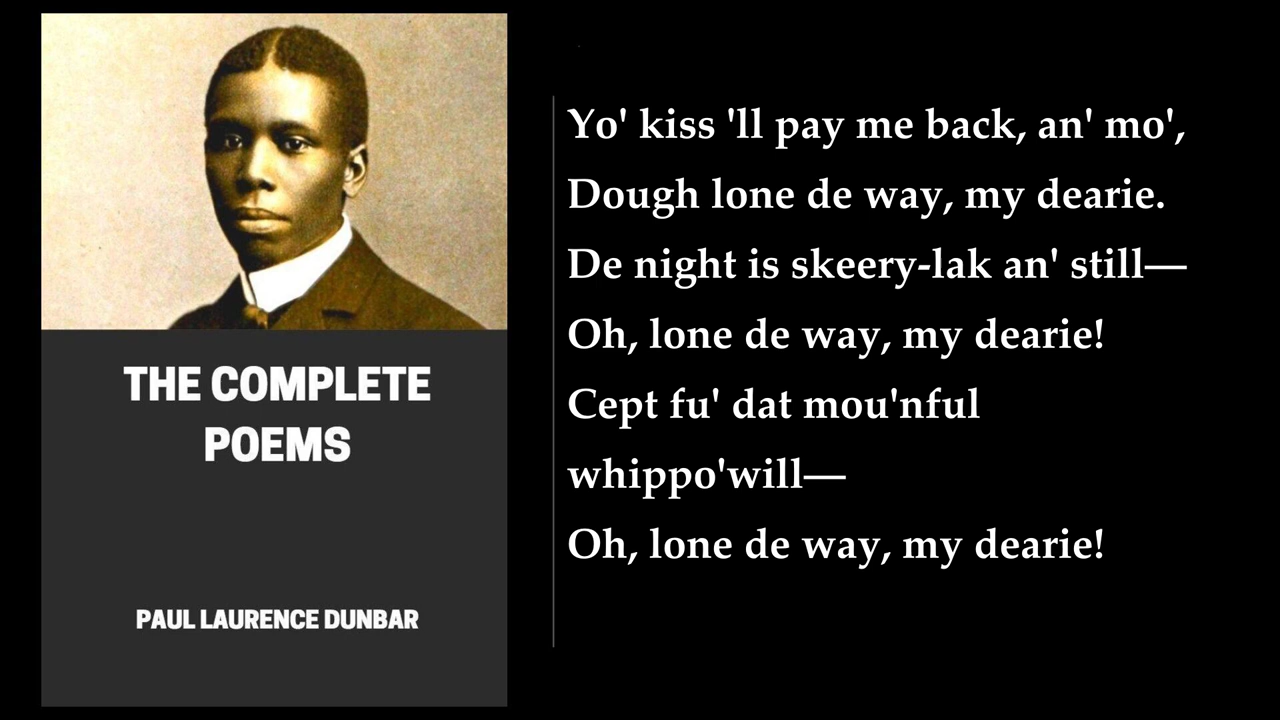 THE COMPLETE
POEMS
PAUL LAURENCE DUNBAR
Yo' kiss 'll pay me back, an' mo',
Dough lone de way, my dearie.
De night is skeery-lak an' still—
Oh, lone de way, my dearie!
Cept fu' dat mou'nful
whippo'will—
Oh, lone de way, my dearie!